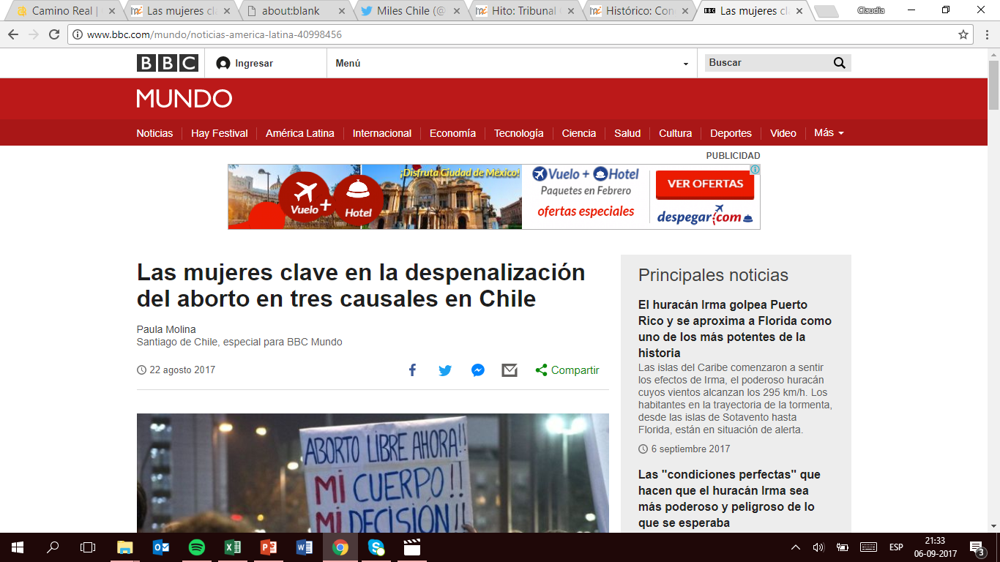 Camino Real |
Las mujeres clave
about:blank
Miles Chile (@
Hito: Tribunal
Histórico: Con
Las mujeres cl
Claudia
www.bbc.com/mundo/noticias-america-latina-40998456
BBC
Ingresar
Menú
Buscar
MUNDO
Noticias
Hay Festival
América Latina
Internacional
Economía
Tecnología
Ciencia
Salud
Cultura
Deportes
Video
Más
PUBLICIDAD
Vuelo +
Hotel
¡Disfruta Ciudad de México!
Vuelo + Hotel
Paquetes en Febrero
ofertas especiales
VER OFERTAS
despegar.com
Las mujeres clave en la despenalización
del aborto en tres causales en Chile
Paula Molina
Santiago de Chile, especial para BBC Mundo
22 agosto 2017
Compartir
ABORTO LIBRE AHORA!!
MI CUERPO!!
MI DECISIÓN!!
Principales noticias
El huracán Irma golpea Puerto
Rico y se aproxima a Florida como
uno de los más potentes de la
historia
Las islas del Caribe comenzaron a sentir
los efectos de Irma, el poderoso huracán
cuyos vientos alcanzan los 295 km/h. Los
habitantes en la trayectoria de la tormenta,
desde las islas de Sotavento hasta
Florida, están en situación de alerta.
6 septiembre 2017
Las "condiciones perfectas" que
hacen que el huracán Irma sea
más poderoso y peligroso de lo
que se esperaba
ESP
21:33
06-09-2017
3